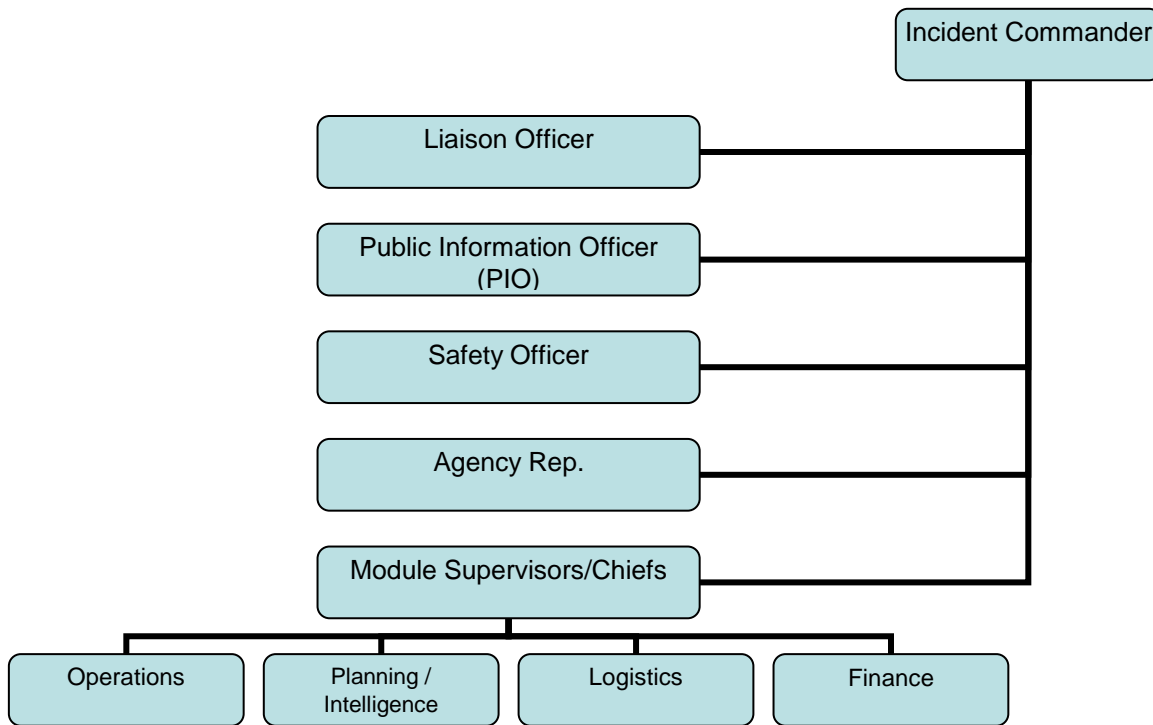 Incident Commander
Liaison Officer
Public Information Officer
(PIO)
Safety Officer
Agency Rep.
Module Supervisors/Chiefs
Operations
Planning /
Intelligence
Logistics
Finance